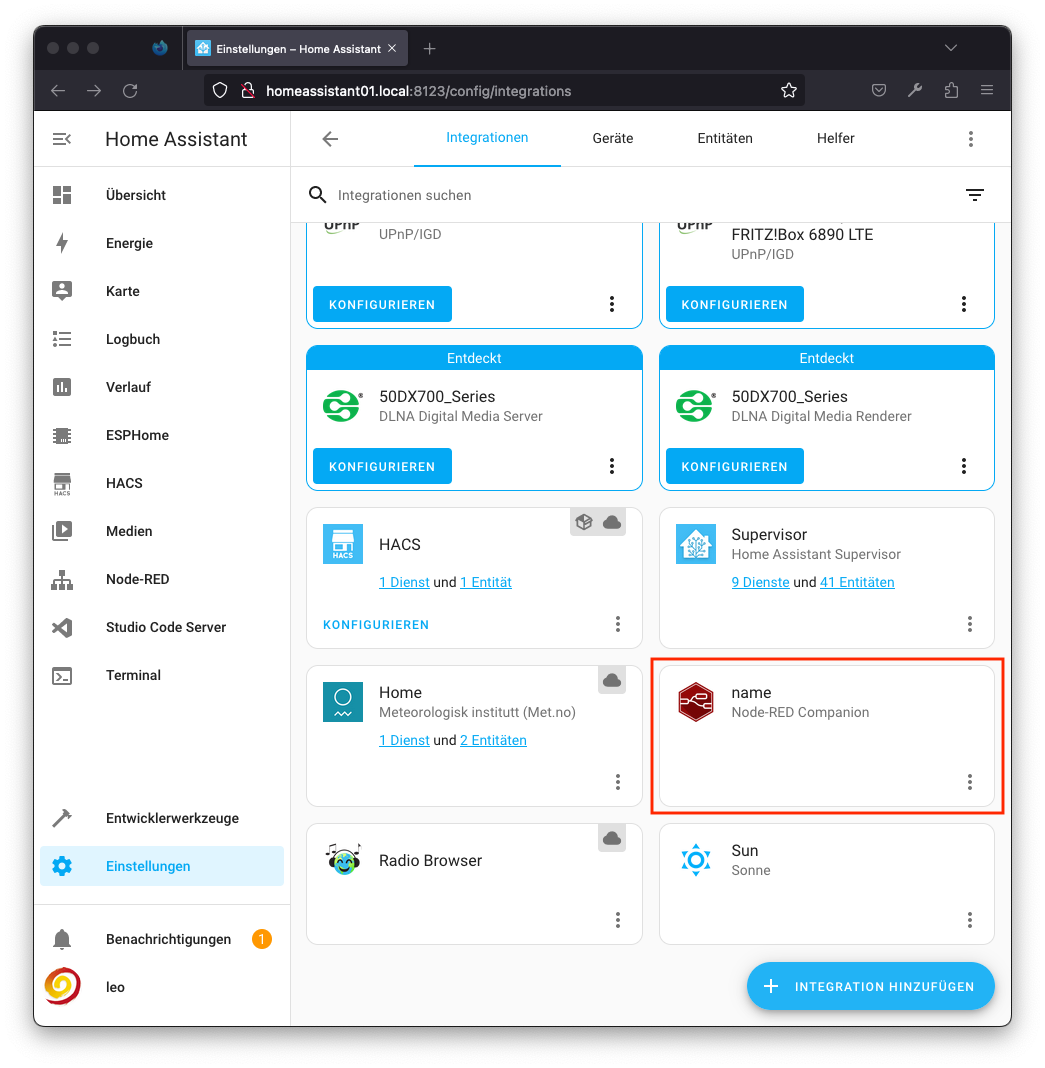 Einstellungen – Home Assistant
homeassistant01.local:8123/config/integrations
Home Assistant
Integrationen
Geräte
Entitäten
Helfer
Übersicht
Energie
Karte
Logbuch
Verlauf
ESPHome
HACS
HACS
Medien
Node-RED
Studio Code Server
Terminal
Entwicklerwerkzeuge
Einstellungen
Benachrichtigungen 1
leo
Integrationen suchen
UPnP
UPnP/IGD
KONFIGURIEREN
UPnP
FRITZ!Box 6890 LTE
UPnP/IGD
KONFIGURIEREN
Entdeckt
50DX700_Series
DLNA Digital Media Server
KONFIGURIEREN
Entdeckt
50DX700_Series
DLNA Digital Media Renderer
KONFIGURIEREN
HACS
HACS
1 Dienst und 1 Entität
KONFIGURIEREN
Supervisor
Home Assistant Supervisor
9 Dienste und 41 Entitäten
Home
Meteorologisk institutt (Met.no)
1 Dienst und 2 Entitäten
name
Node-RED Companion
Radio Browser
Sun
Sonne
INTEGRATION HINZUFÜGEN